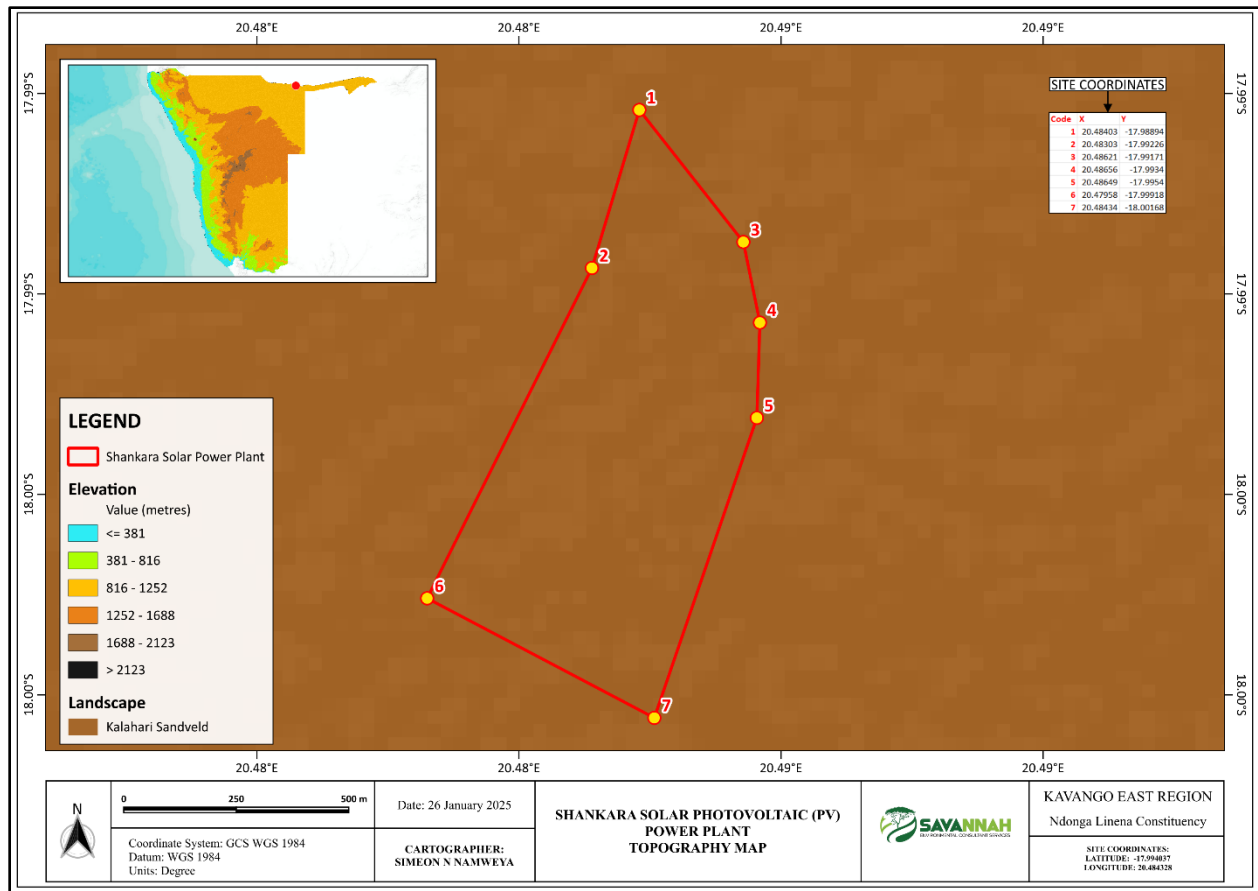 20.48°E 20.48°E 20.49°E 20.49°E
17.99°S 17.99°S
17.99°S 17.99°S
18.00°S 18.00°S
18.00°S 18.00°S
1
2
3
4
5
6
7
SITE COORDINATES
Code X Y
1 20.48403 -17.98894
2 20.48303 -17.99226
3 20.48621 -17.99171
4 20.48656 -17.9934
5 20.48649 -17.9954
6 20.47958 -17.99918
7 20.48434 -18.00168
LEGEND
Shankara Solar Power Plant
Elevation
Value (metres)
<= 381
381 - 816
816 - 1252
1252 - 1688
1688 - 2123
> 2123
Landscape
Kalahari Sandveld
20.48°E 20.48°E 20.49°E 20.49°E
N
0 250 500 m
Coordinate System: GCS WGS 1984
Datum: WGS 1984
Units: Degree
Date: 26 January 2025
CARTOGRAPHER:
SIMEON N NAMWEYA
SHANKARA SOLAR PHOTOVOLTAIC (PV)
POWER PLANT
TOPOGRAPHY MAP
SAVANNAH
ENVIRONMENTAL CONSULTANT SERVICES
KAVANGO EAST REGION
Ndonga Linena Constituency
SITE COORDINATES:
LATITUDE: -17.994037
LONGITUDE: 20.484328